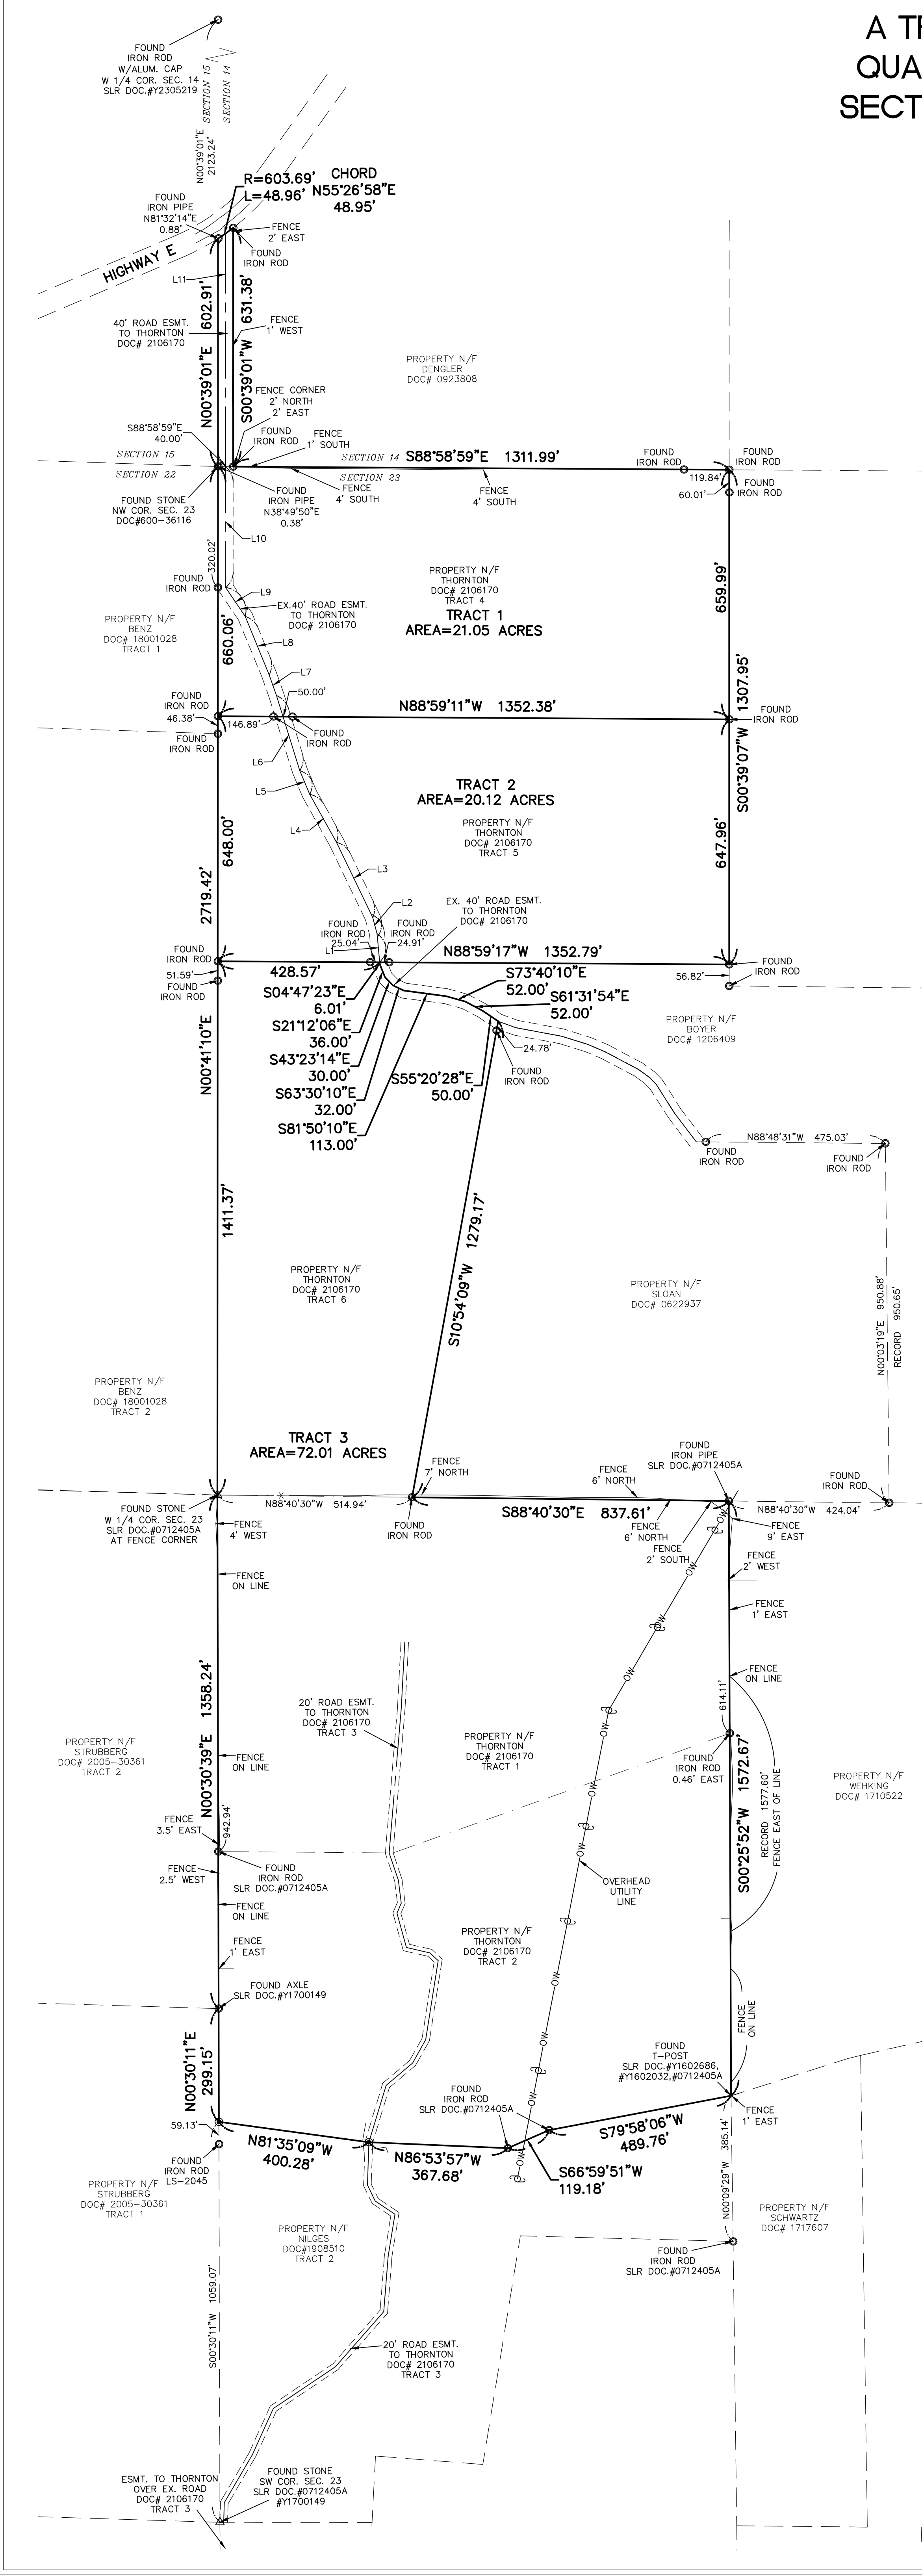 A TR
QUA
SECT
FOUND
IRON ROD
W/ALUM. CAP
W 1/4 COR. SEC. 14
SLR DOC.#Y2305219
SECTION 15
SECTION 14
N00°39'01"E
2123.24'
R=603.69'
L=48.96'
CHORD
N55°26'58"E
48.95'
FOUND
IRON PIPE
N81°32'14"E
0.88'
FENCE
2' EAST
FOUND
IRON ROD
HIGHWAY E
L11
602.91'
N00°39'01"E
631.38'
S00°39'01"W
FENCE
1' WEST
40' ROAD ESMT.
TO THORNTON
DOC# 2106170
PROPERTY N/F
DENGLER
DOC# 0923808
FENCE CORNER
2' NORTH
2' EAST
S88°58'59"E
40.00'
FOUND
IRON ROD
FENCE
1' SOUTH
SECTION 15
SECTION 22
SECTION 14
SECTION 23
S88°58'59"E 1311.99'
FOUND
IRON ROD
FOUND
IRON ROD
119.84'
60.01'
FOUND
IRON ROD
FENCE
4' SOUTH
FENCE
4' SOUTH
FOUND STONE
NW COR. SEC. 23
DOC#600-36116
FOUND
IRON PIPE
N38°49'50"E
0.38'
L10
320.02'
FOUND
IRON ROD
L9
EX.40' ROAD ESMT.
TO THORNTON
DOC# 2106170
PROPERTY N/F
THORNTON
DOC# 2106170
TRACT 4
TRACT 1
AREA=21.05 ACRES
659.99'
PROPERTY N/F
BENZ
DOC# 18001028
TRACT 1
660.06'
L8
L7
50.00'
FOUND
IRON ROD
46.38'
146.89'
FOUND
IRON ROD
FOUND
IRON ROD
N88°59'11"W 1352.38'
FOUND
IRON ROD
S00°39'07"W 1307.95'
L6
L5
L4
TRACT 2
AREA=20.12 ACRES
PROPERTY N/F
THORNTON
DOC# 2106170
TRACT 5
648.00'
647.96'
L3
L2
L1
2719.42'
N00°41'10"E
EX. 40' ROAD ESMT.
TO THORNTON
DOC# 2106170
FOUND
IRON ROD
25.04'
FOUND
IRON ROD
24.91'
FOUND
IRON ROD
51.59'
FOUND
IRON ROD
428.57'
N88°59'17"W 1352.79'
56.82'
FOUND
IRON ROD
S04°47'23"E
6.01'
S21°12'06"E
36.00'
S43°23'14"E
30.00'
S63°30'10"E
32.00'
S81°50'10"E
113.00'
S73°40'10"E
52.00'
S61°31'54"E
52.00'
S55°20'28"E
50.00'
24.78'
FOUND
IRON ROD
PROPERTY N/F
BOYER
DOC# 1206409
N88°48'31"W 475.03'
FOUND
IRON ROD
FOUND
IRON ROD
1411.37'
S10°54'09"W 1279.17'
PROPERTY N/F
THORNTON
DOC# 2106170
TRACT 6
PROPERTY N/F
SLOAN
DOC# 0622937
N00°03'19"E 950.88'
RECORD 950.65'
PROPERTY N/F
BENZ
DOC# 18001028
TRACT 2
TRACT 3
AREA=72.01 ACRES
FENCE
7' NORTH
FENCE
6' NORTH
FOUND
IRON PIPE
SLR DOC.#0712405A
FOUND
IRON ROD
FOUND STONE
W 1/4 COR. SEC. 23
SLR DOC.#0712405A
AT FENCE CORNER
N88°40'30"W 514.94'
FOUND
IRON ROD
S88°40'30"E 837.61'
FENCE
6' NORTH
FENCE
2' SOUTH
N88°40'30"W 424.04'
FENCE
9' EAST
FENCE
4' WEST
FENCE
2' WEST
FENCE
ON LINE
FENCE
1' EAST
OW
OW
OW
OW
OW
OW
OW
OW
OW
OW
OW
N00°30'39"E 1358.24'
20' ROAD ESMT.
TO THORNTON
DOC# 2106170
TRACT 3
PROPERTY N/F
THORNTON
DOC# 2106170
TRACT 1
FENCE
ON LINE
614.11'
FOUND
IRON ROD
0.46' EAST
S00°25'52"W 1572.67'
RECORD 1577.60'
FENCE EAST OF LINE
PROPERTY N/F
STRUBBERG
DOC# 2005-30361
TRACT 2
FENCE
ON LINE
PROPERTY N/F
WEHKING
DOC# 1710522
FENCE
3.5' EAST
942.94'
FENCE
2.5' WEST
FOUND
IRON ROD
SLR DOC.#0712405A
OVERHEAD
UTILITY
LINE
FENCE
ON LINE
FENCE
1' EAST
PROPERTY N/F
THORNTON
DOC# 2106170
TRACT 2
FOUND AXLE
SLR DOC.#Y1700149
FENCE
ON LINE
N00°30'11"E
299.15'
FOUND
T-POST
SLR DOC.#Y1602686,
#Y1602032,#0712405A
FOUND
IRON ROD
SLR DOC.#0712405A
FENCE
1' EAST
59.13'
FOUND
IRON ROD
LS-2045
N81°35'09"W
400.28'
N86°53'57"W
367.68'
S66°59'51"W
119.18'
S79°58'06"W
489.76'
N00°09'29"W 385.14'
PROPERTY N/F
STRUBBERG
DOC# 2005-30361
TRACT 1
PROPERTY N/F
NILGES
DOC#1908510
TRACT 2
PROPERTY N/F
SCHWARTZ
DOC# 1717607
FOUND
IRON ROD
SLR DOC.#0712405A
S00°30'11"W 1059.07'
20' ROAD ESMT.
TO THORNTON
DOC# 2106170
TRACT 3
ESMT. TO THORNTON
OVER EX. ROAD
DOC# 2106170
TRACT 3
FOUND STONE
SW COR. SEC. 23
SLR DOC.#0712405A
#Y1700149